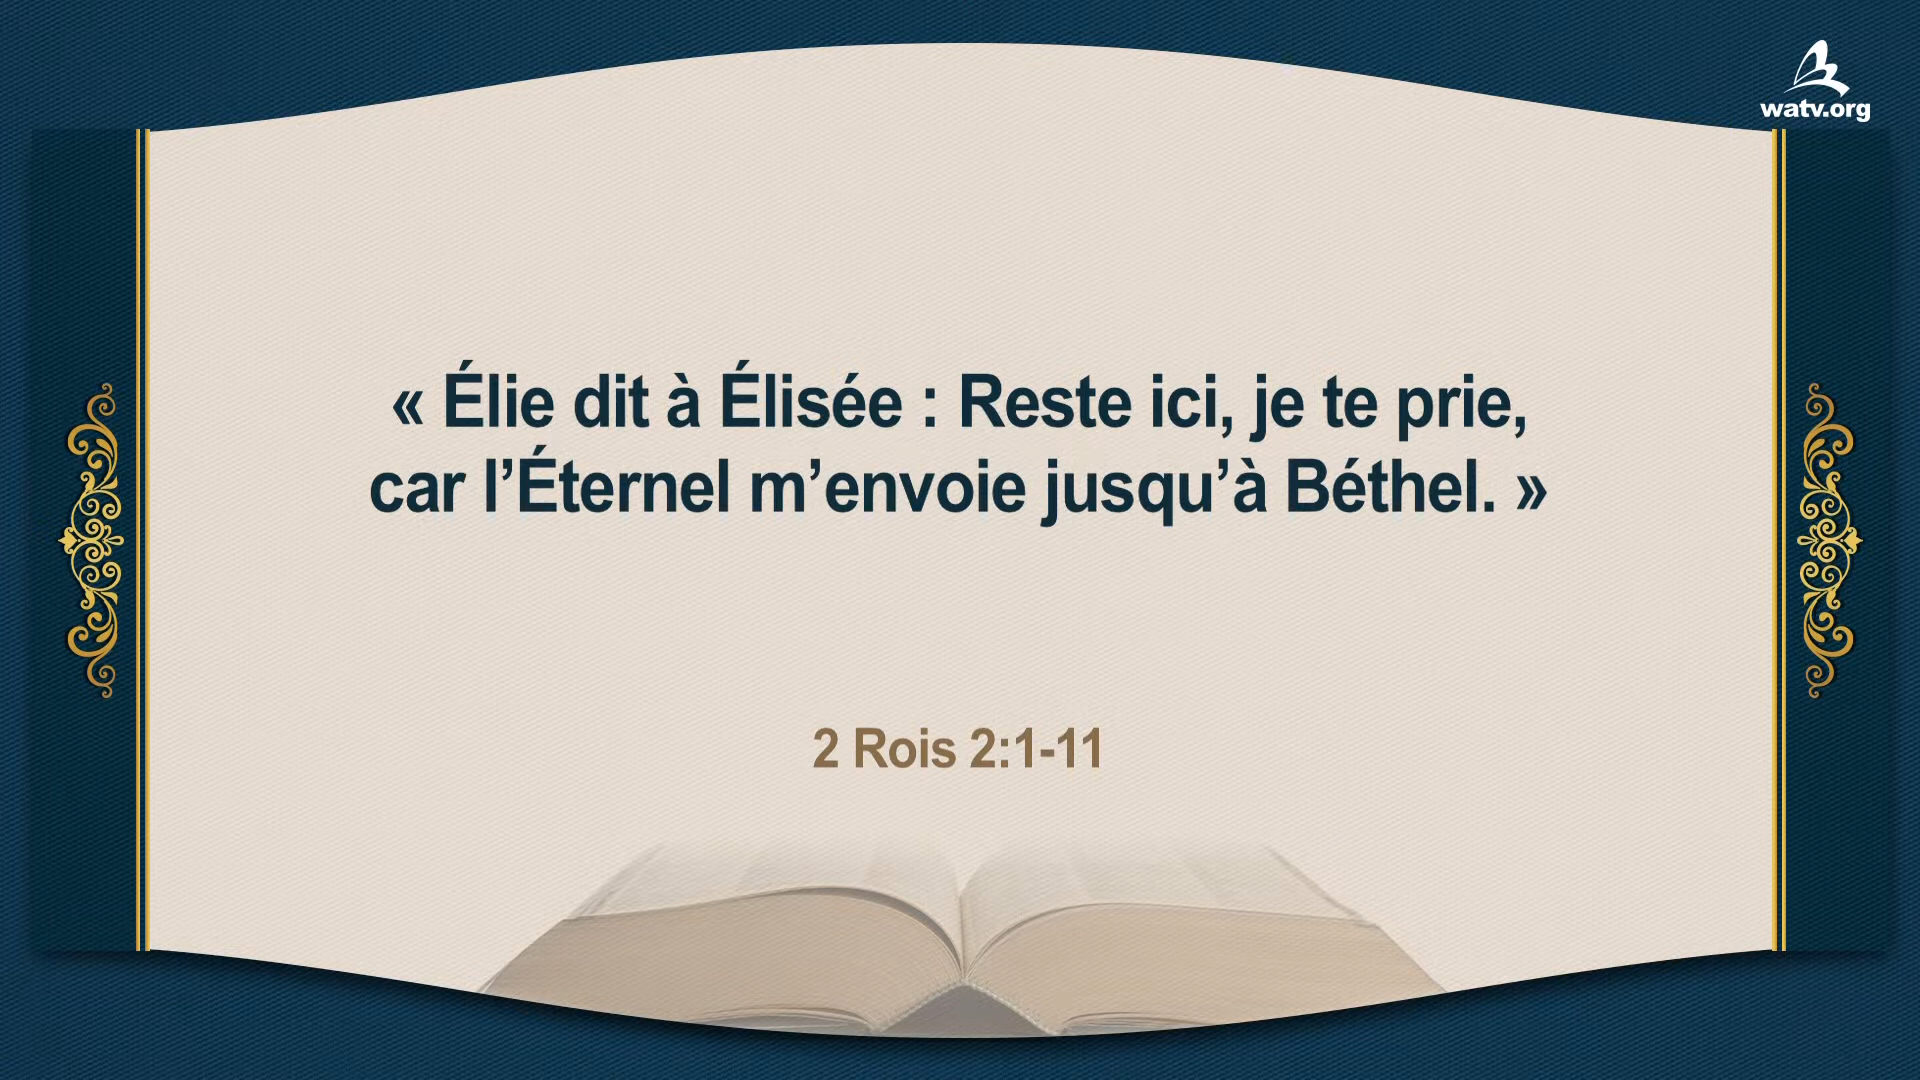 watv.org
« Élie dit à Élisée : Reste ici, je te prie,
car l’Éternel m’envoie jusqu’à Béthel. »
2 Rois 2:1-11